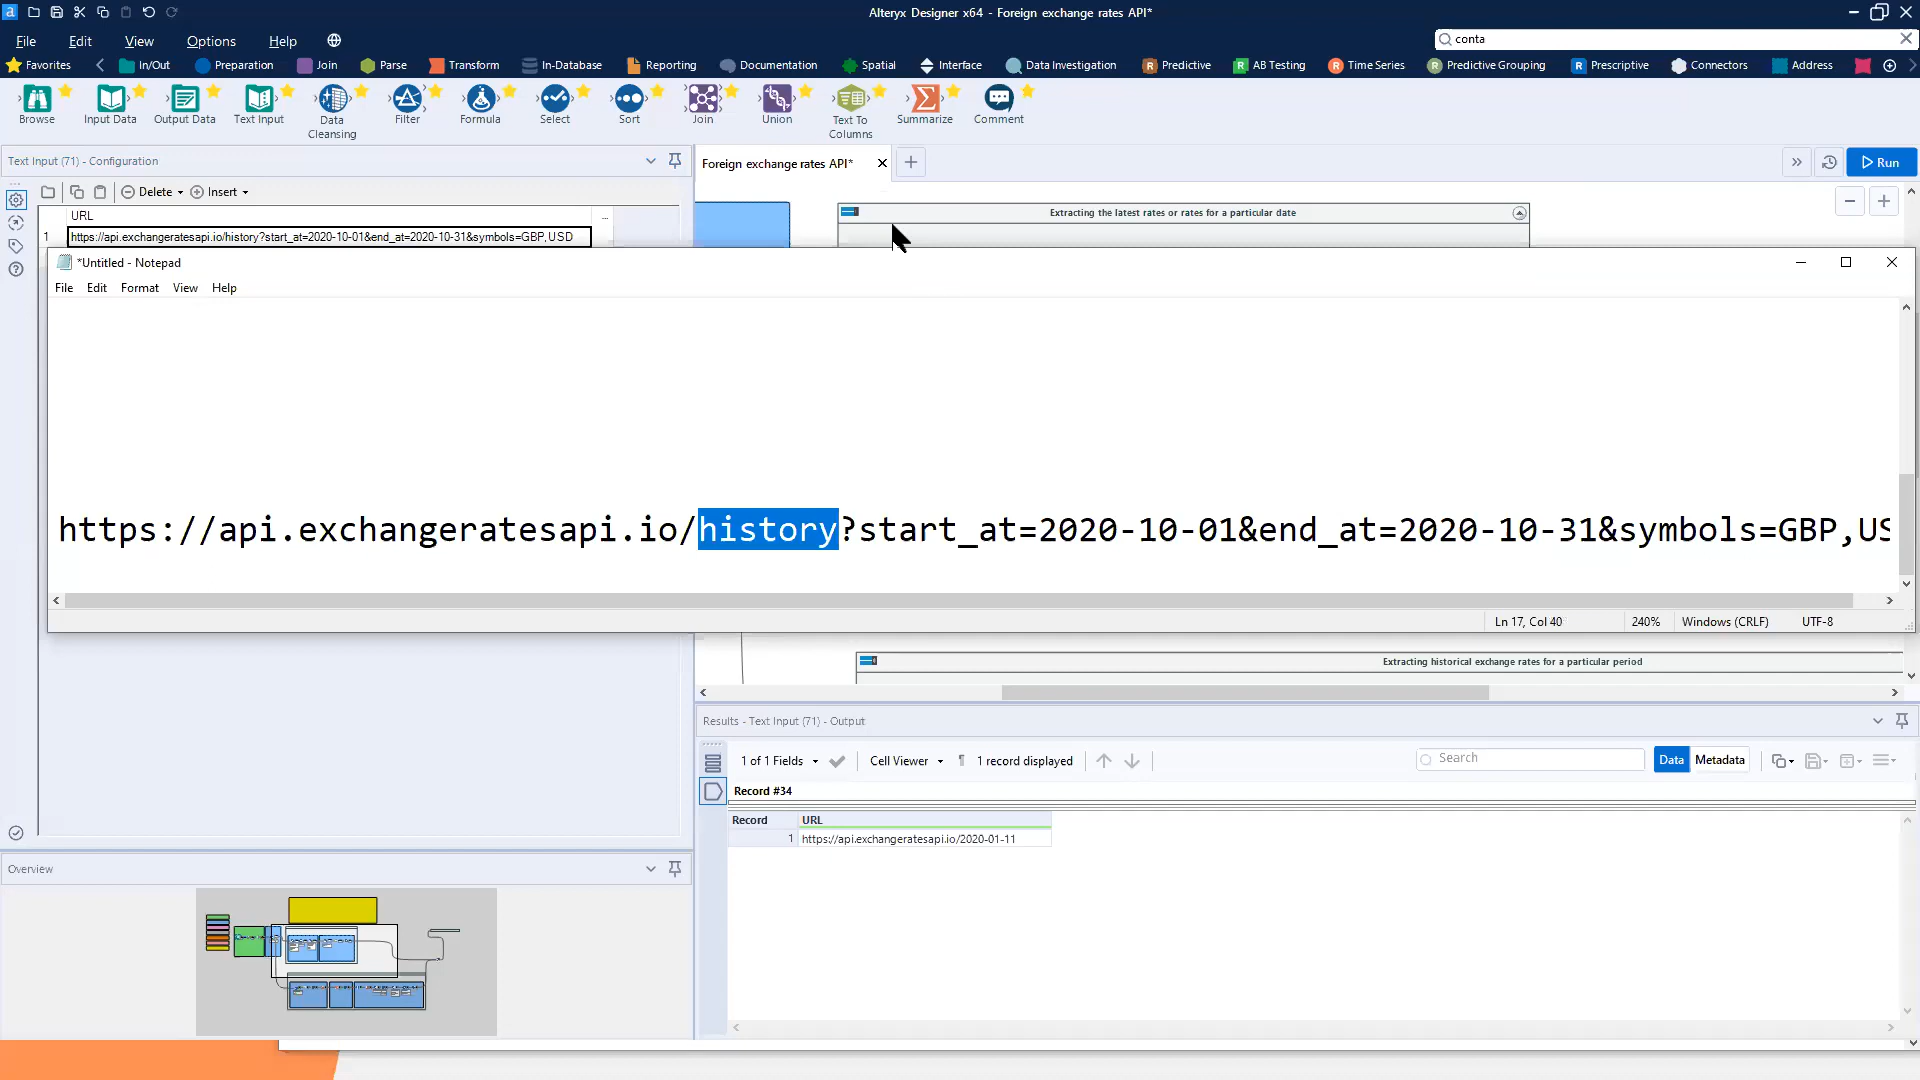 Alteryx Designer x64 - Foreign exchange rates API*
File Edit View Options Help
conta
Favorites In/Out Preparation Join Parse Transform In-Database Reporting Documentation Spatial Interface Data Investigation Predictive AB Testing Time Series Predictive Grouping Prescriptive Connectors Address
Browse Input Data Output Data Text Input Data Cleansing Filter Formula Select Sort Join Union Text To Columns Summarize Comment
Text Input (71) - Configuration
Foreign exchange rates API*
Run
Delete Insert
URL
...
Extracting the latest rates or rates for a particular date
1 https://api.exchangeratesapi.io/history?start_at=2020-10-01&end_at=2020-10-31&symbols=GBP,USD
*Untitled - Notepad
File Edit Format View Help
https://api.exchangeratesapi.io/history?start_at=2020-10-01&end_at=2020-10-31&symbols=GBP,US
Ln 17, Col 40 240% Windows (CRLF) UTF-8
Extracting historical exchange rates for a particular period
Results - Text Input (71) - Output
1 of 1 Fields Cell Viewer 1 record displayed Search Data Metadata
Record #34
Record URL
1 https://api.exchangeratesapi.io/2020-01-11
Overview